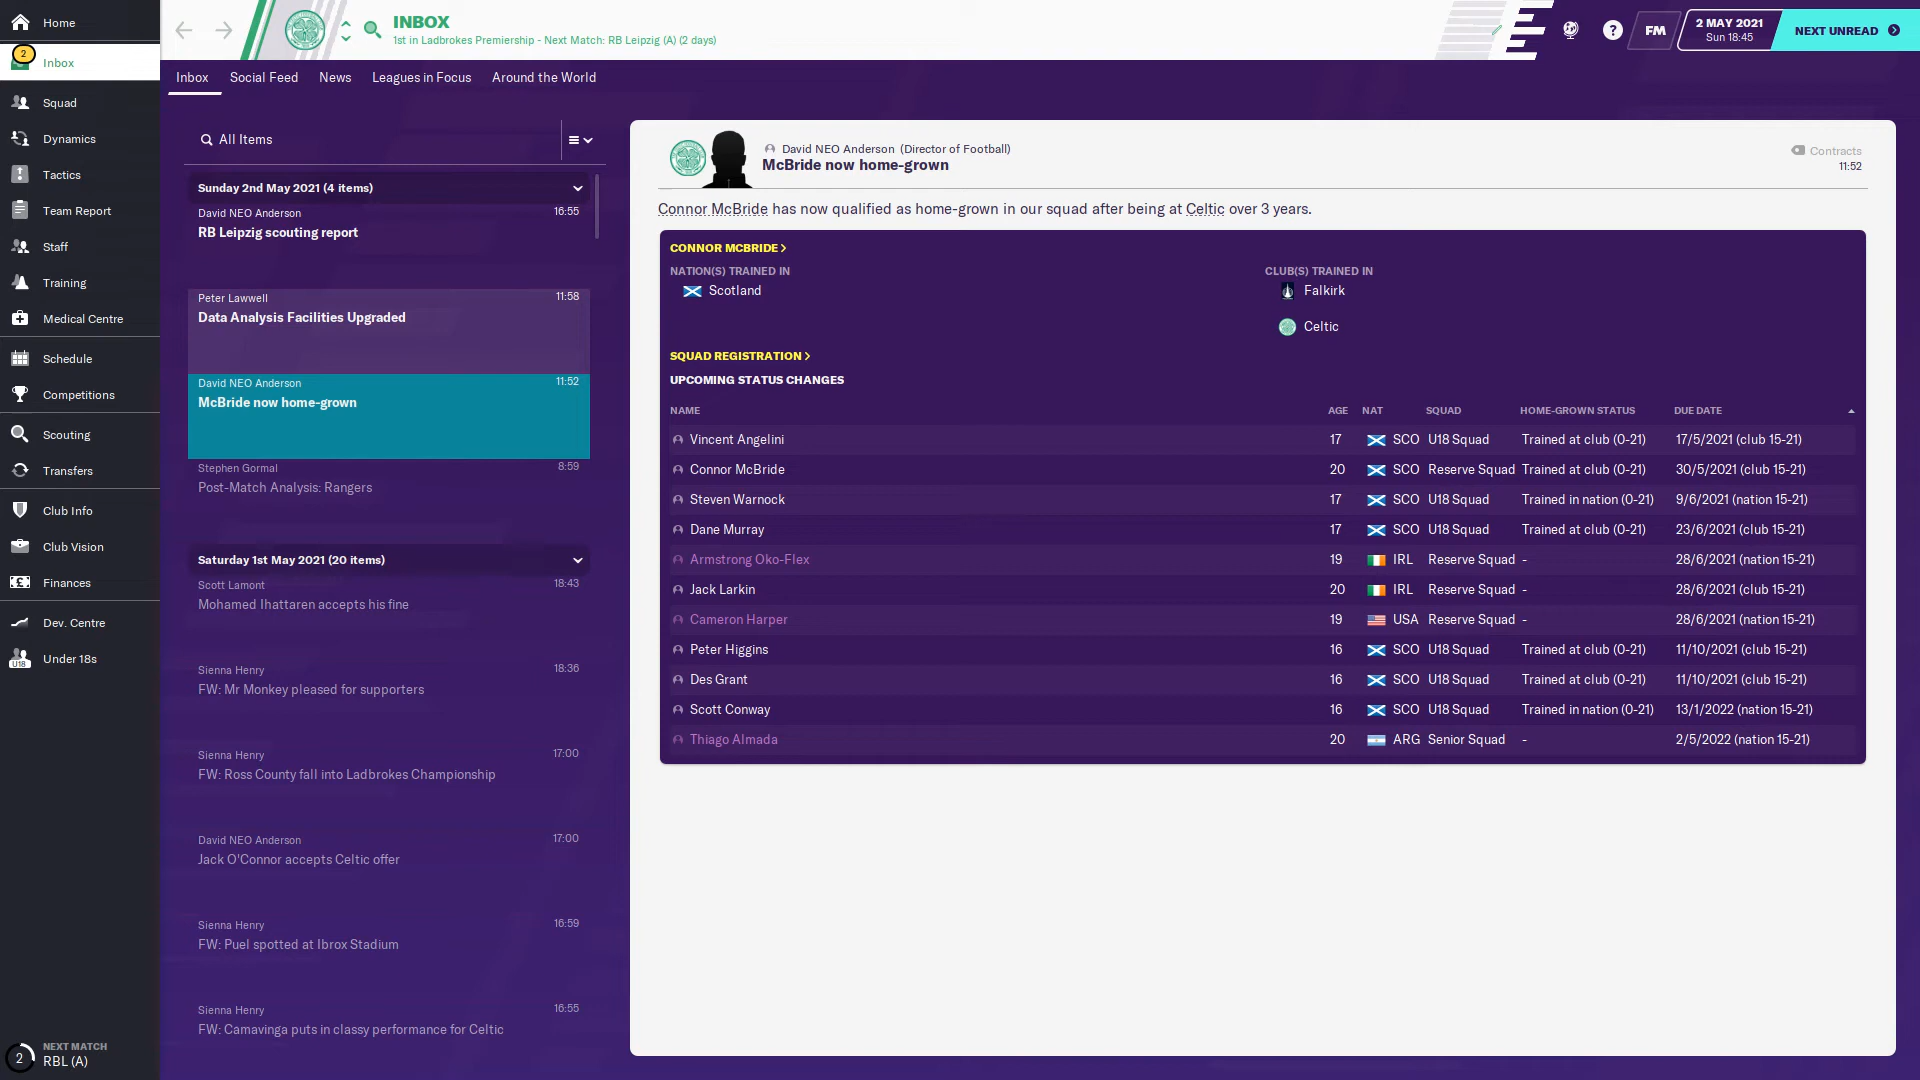 Home
2
Inbox
Squad
Dynamics
Tactics
Team Report
Staff
Training
Medical Centre
Schedule
Competitions
Scouting
Transfers
Club Info
Club Vision
Finances
Dev. Centre
U18
Under 18s
2
NEXT MATCH
RBL (A)
INBOX
1st in Ladbrokes Premiership - Next Match: RB Leipzig (A) (2 days)
?
FM
2 MAY 2021
Sun 18:45
NEXT UNREAD
Inbox Social Feed News Leagues in Focus Around the World
All Items
Sunday 2nd May 2021 (4 items)
David NEO Anderson 16:55
RB Leipzig scouting report
Peter Lawwell 11:58
Data Analysis Facilities Upgraded
David NEO Anderson 11:52
McBride now home-grown
Stephen Gormal 8:59
Post-Match Analysis: Rangers
Saturday 1st May 2021 (20 items)
Scott Lamont 18:43
Mohamed Ihattaren accepts his fine
Sienna Henry 18:36
FW: Mr Monkey pleased for supporters
Sienna Henry 17:00
FW: Ross County fall into Ladbrokes Championship
David NEO Anderson 17:00
Jack O'Connor accepts Celtic offer
Sienna Henry 16:59
FW: Puel spotted at Ibrox Stadium
Sienna Henry 16:55
FW: Camavinga puts in classy performance for Celtic
David NEO Anderson (Director of Football)
McBride now home-grown
Contracts
11:52
Connor McBride has now qualified as home-grown in our squad after being at Celtic over 3 years.
CONNOR MCBRIDE >
NATION(S) TRAINED IN CLUB(S) TRAINED IN
Scotland Falkirk
Celtic
SQUAD REGISTRATION >
UPCOMING STATUS CHANGES
NAME AGE NAT SQUAD HOME-GROWN STATUS DUE DATE
Vincent Angelini 17 SCO U18 Squad Trained at club (0-21) 17/5/2021 (club 15-21)
Connor McBride 20 SCO Reserve Squad Trained at club (0-21) 30/5/2021 (club 15-21)
Steven Warnock 17 SCO U18 Squad Trained in nation (0-21) 9/6/2021 (nation 15-21)
Dane Murray 17 SCO U18 Squad Trained at club (0-21) 23/6/2021 (club 15-21)
Armstrong Oko-Flex 19 IRL Reserve Squad - 28/6/2021 (nation 15-21)
Jack Larkin 20 IRL Reserve Squad - 28/6/2021 (club 15-21)
Cameron Harper 19 USA Reserve Squad - 28/6/2021 (nation 15-21)
Peter Higgins 16 SCO U18 Squad Trained at club (0-21) 11/10/2021 (club 15-21)
Des Grant 16 SCO U18 Squad Trained at club (0-21) 11/10/2021 (club 15-21)
Scott Conway 16 SCO U18 Squad Trained in nation (0-21) 13/1/2022 (nation 15-21)
Thiago Almada 20 ARG Senior Squad - 2/5/2022 (nation 15-21)